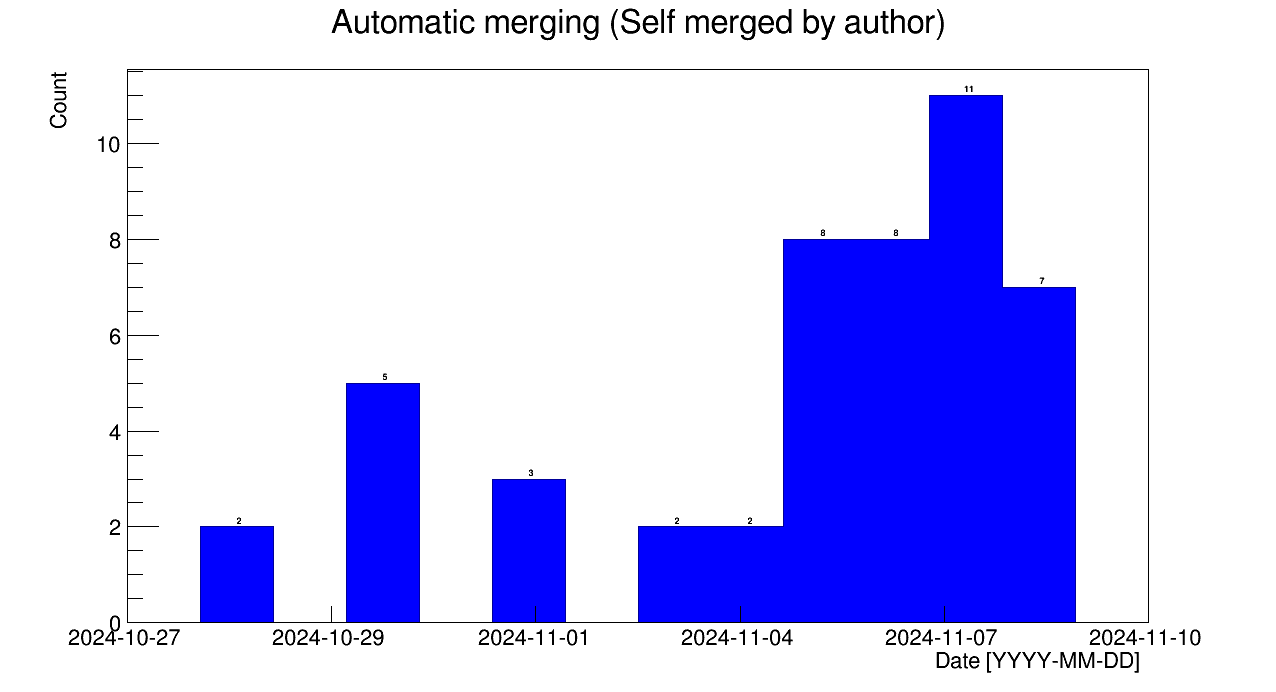 Automatic merging (Self merged by author)
Count
10
8
6
4
2
0
11
8 8
7
5
3
2 2 2
2024-10-27 2024-10-29 2024-11-01 2024-11-04 2024-11-07 2024-11-10
Date [YYYY-MM-DD]